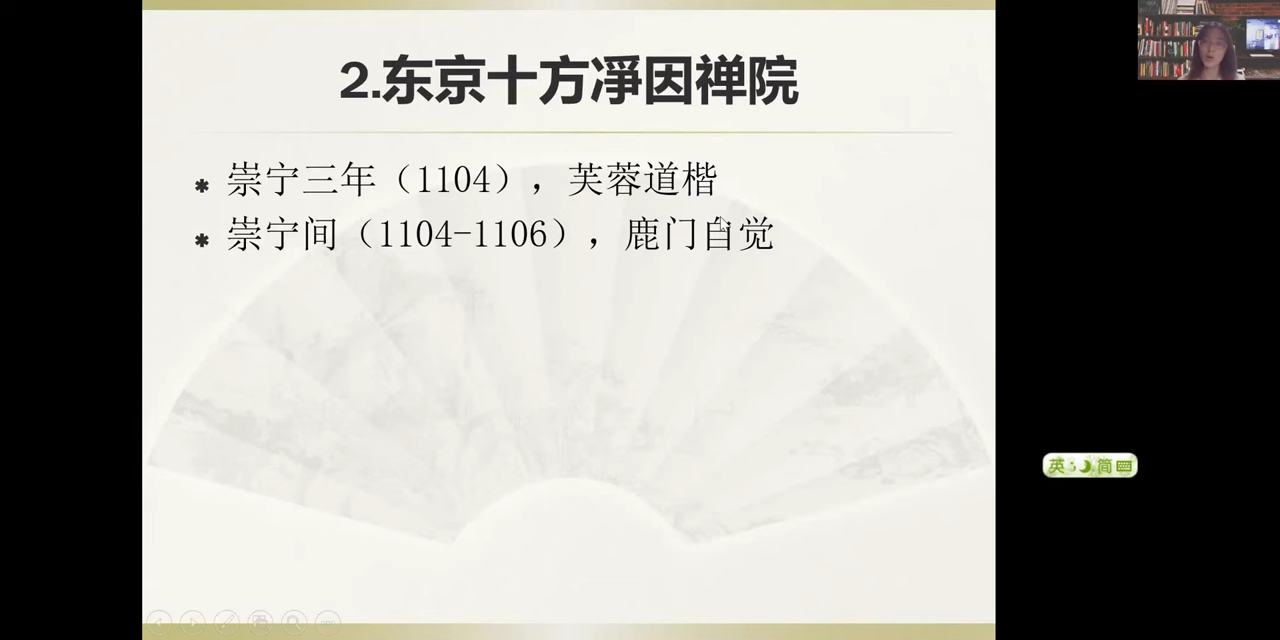 2.东京十方凈因禅院
崇宁三年（1104），芙蓉道楷
崇宁间（1104-1106），鹿门自觉
英 简